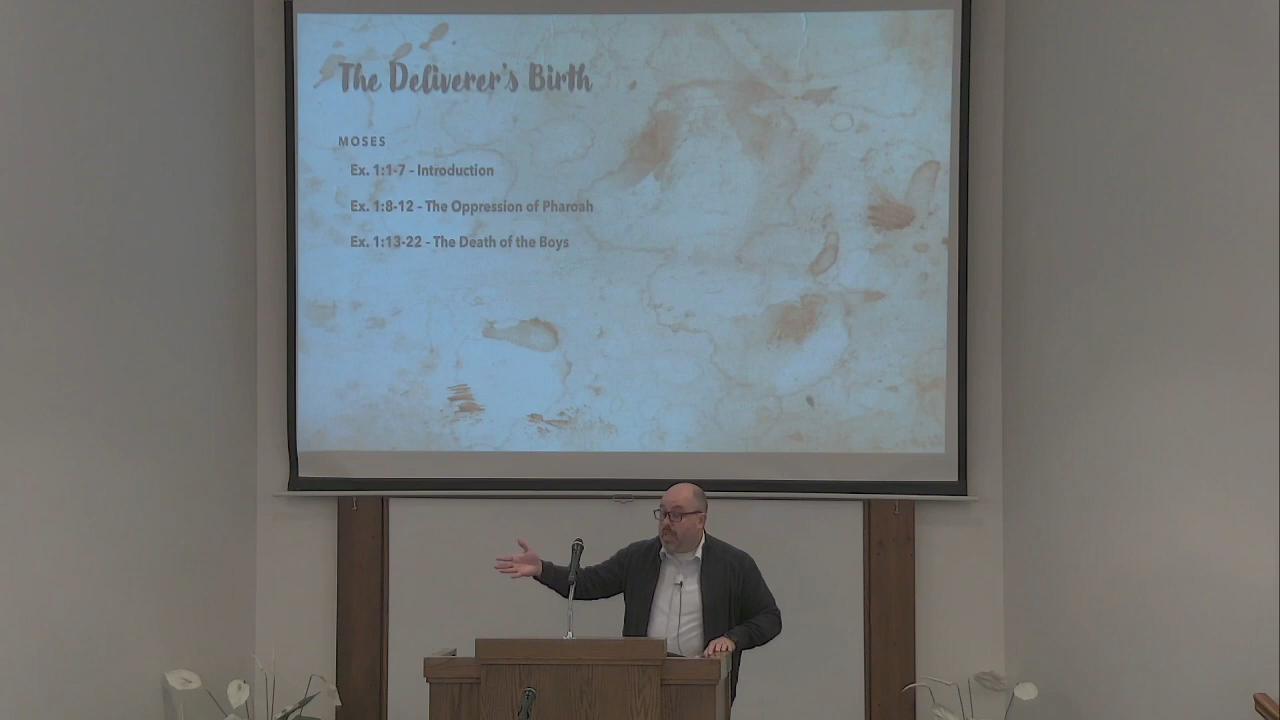 The Deliverer's Birth
MOSES
Ex. 1:1-7 - Introduction
Ex. 1:8-12 - The Oppression of Pharoah
Ex. 1:13-22 - The Death of the Boys